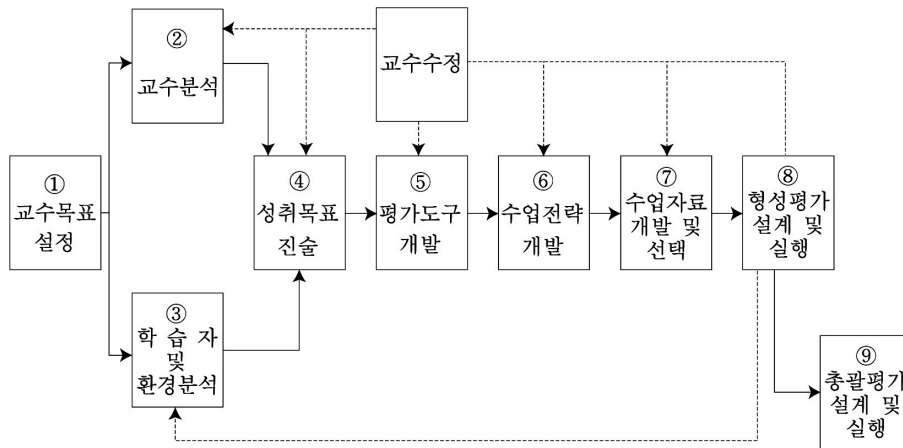 ②
교수분석
교수수정
①
교수목표
설정
④
성취목표
진술
⑤
평가도구
개발
⑥
수업전략
개발
⑦
수업자료
개발 및
선택
⑧
형성평가
설계 및
실행
③
학 습 자
및
환경분석
⑨
총괄평가
설계 및
실행